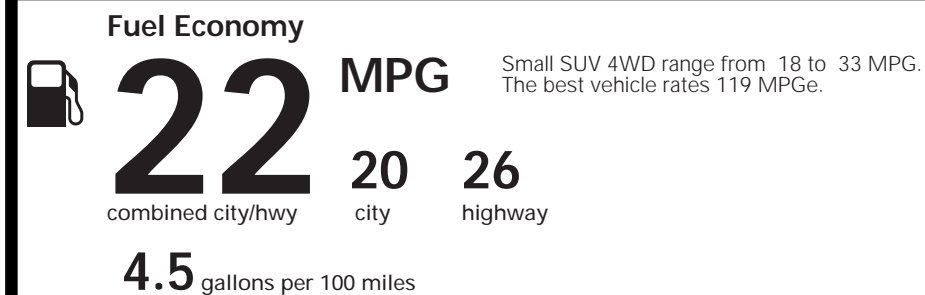 Fuel Economy
22 MPG
Small SUV 4WD range from 18 to 33 MPG.
The best vehicle rates 119 MPGe.
20 26
combined city/hwy city highway
4.5 gallons per 100 miles